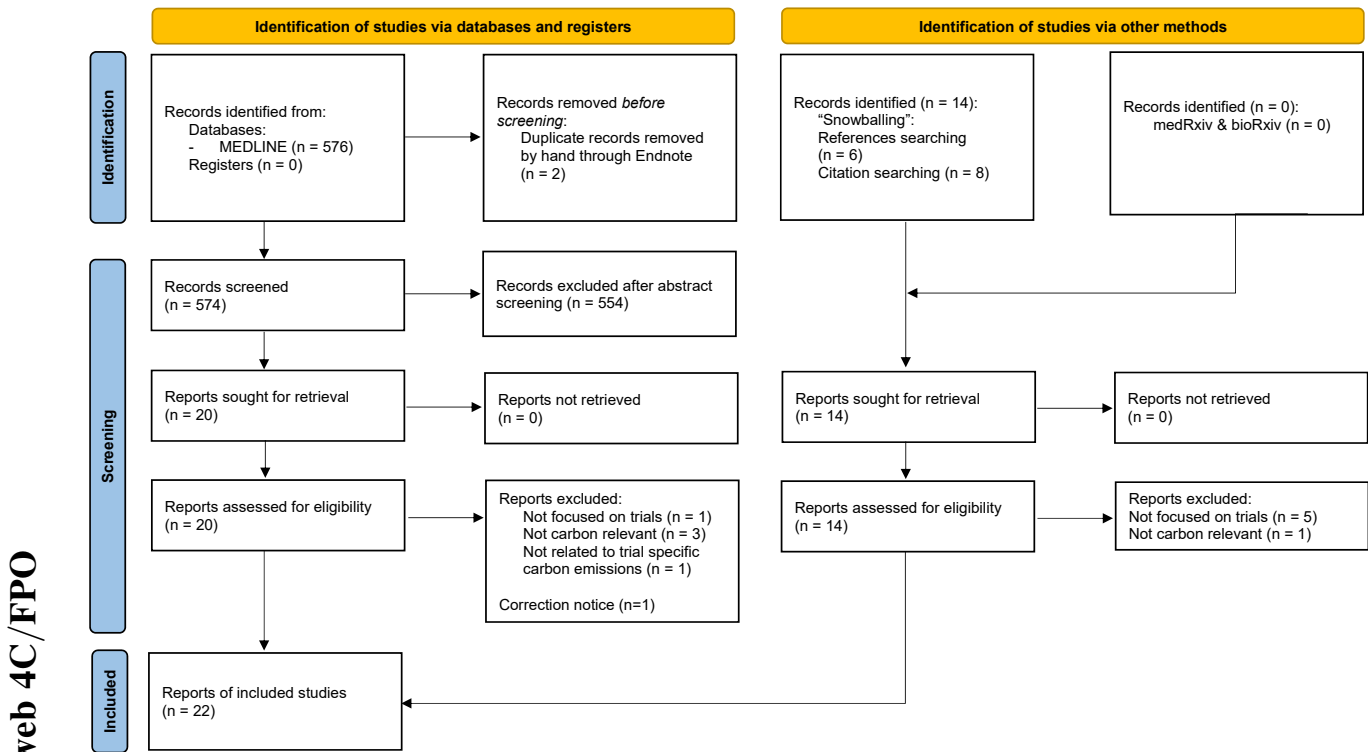 Identification of studies via databases and registers
Identification of studies via other methods
Identification
Records identified from:
Databases:
- MEDLINE (n = 576)
Registers (n = 0)
Records removed before
screening:
Duplicate records removed
by hand through Endnote
(n = 2)
Records identified (n = 14):
“Snowballing”:
References searching
(n = 6)
Citation searching (n = 8)
Records identified (n = 0):
medRxiv & bioRxiv (n = 0)
Screening
Records screened
(n = 574)
Records excluded after abstract
screening (n = 554)
Reports sought for retrieval
(n = 20)
Reports not retrieved
(n = 0)
Reports sought for retrieval
(n = 14)
Reports not retrieved
(n = 0)
Reports assessed for eligibility
(n = 20)
Reports excluded:
Not focused on trials (n = 1)
Not carbon relevant (n = 3)
Not related to trial specific
carbon emissions (n = 1)
Correction notice (n=1)
Reports assessed for eligibility
(n = 14)
Reports excluded:
Not focused on trials (n = 5)
Not carbon relevant (n = 1)
Included
Reports of included studies
(n = 22)
web 4C/FPO